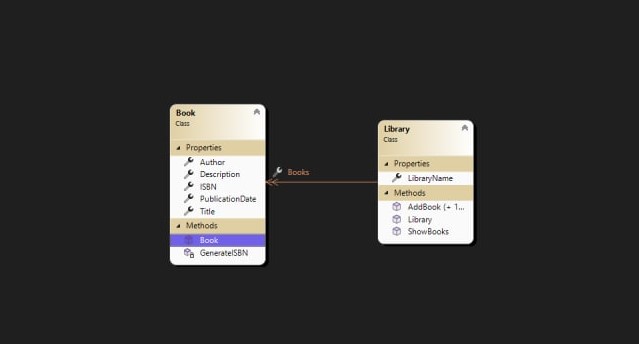 Book
Class
Properties
Author
Description
ISBN
PublicationDate
Title
Methods
Book
GenerateISBN
Books
Library
Class
Properties
LibraryName
Methods
AddBook (+ 1...
Library
ShowBooks